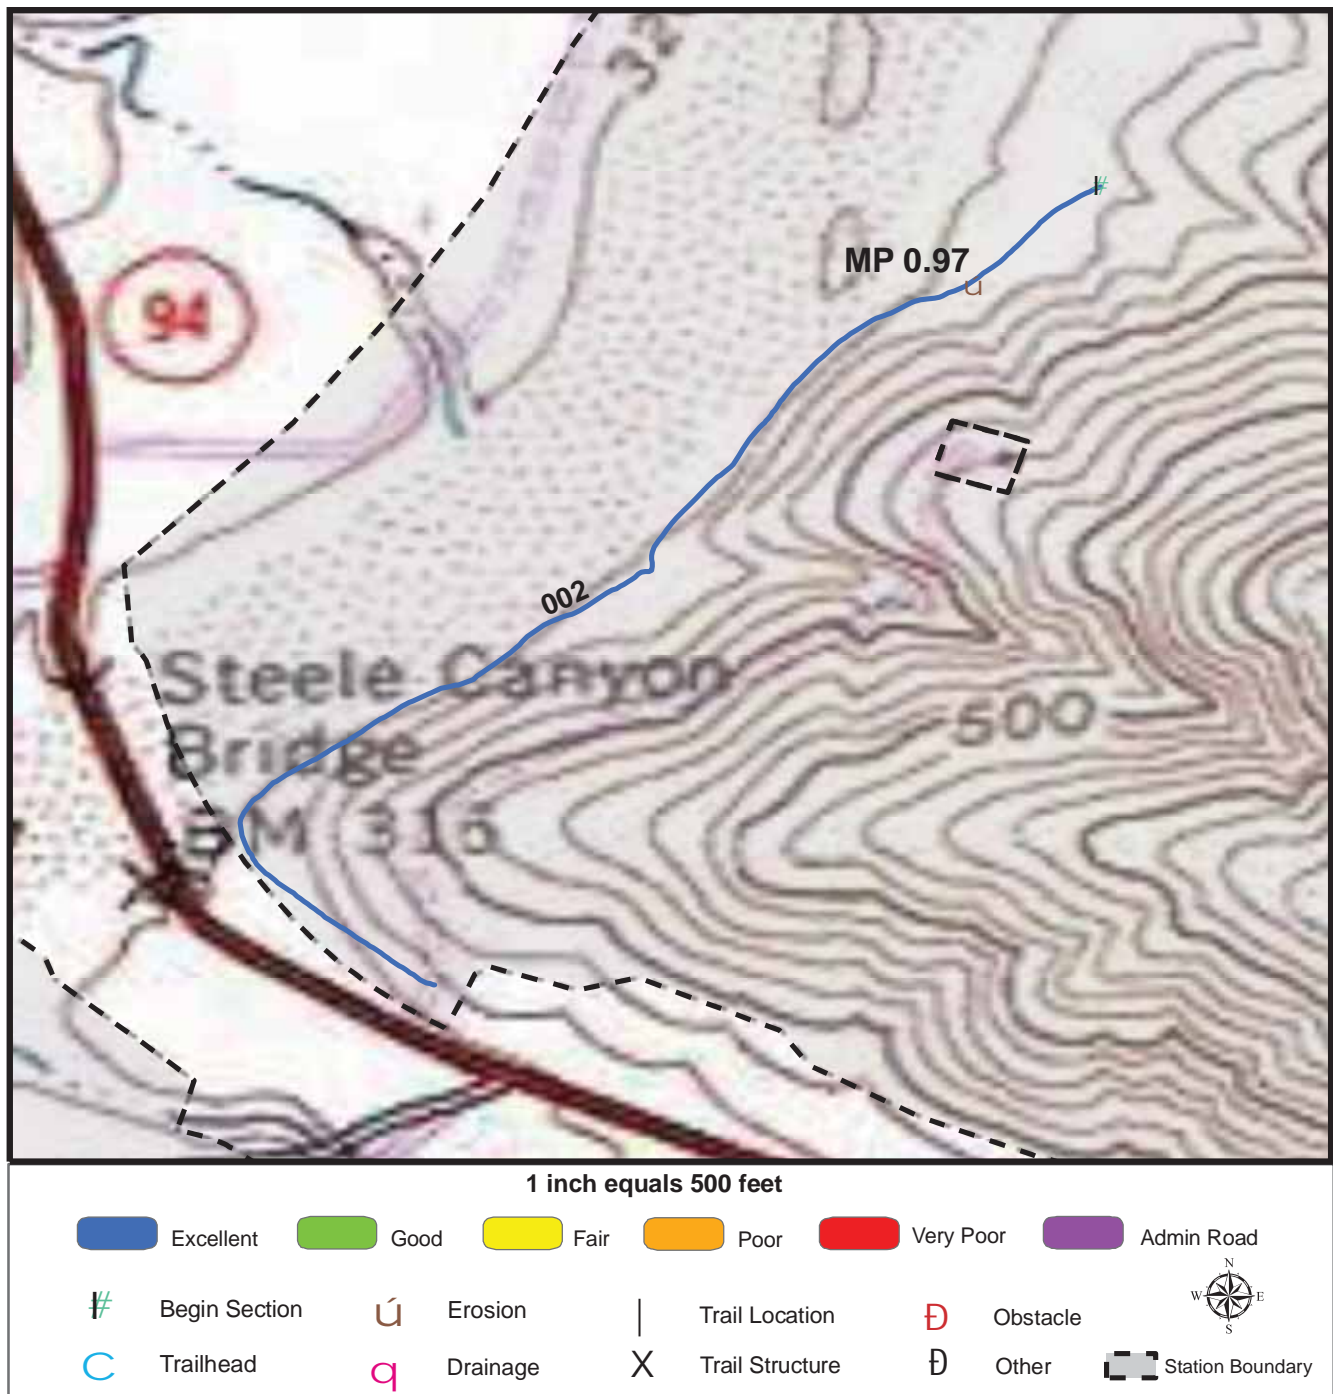 32
94
MP 0.97
ú
#
002
Steele Canyon
Bridge
BM 316
500
1 inch equals 500 feet
Excellent
Good
Fair
Poor
Very Poor
Admin Road
# Begin Section
ú Erosion
| Trail Location
Đ Obstacle
C Trailhead
q Drainage
X Trail Structure
Đ Other
Station Boundary
N
W E
S